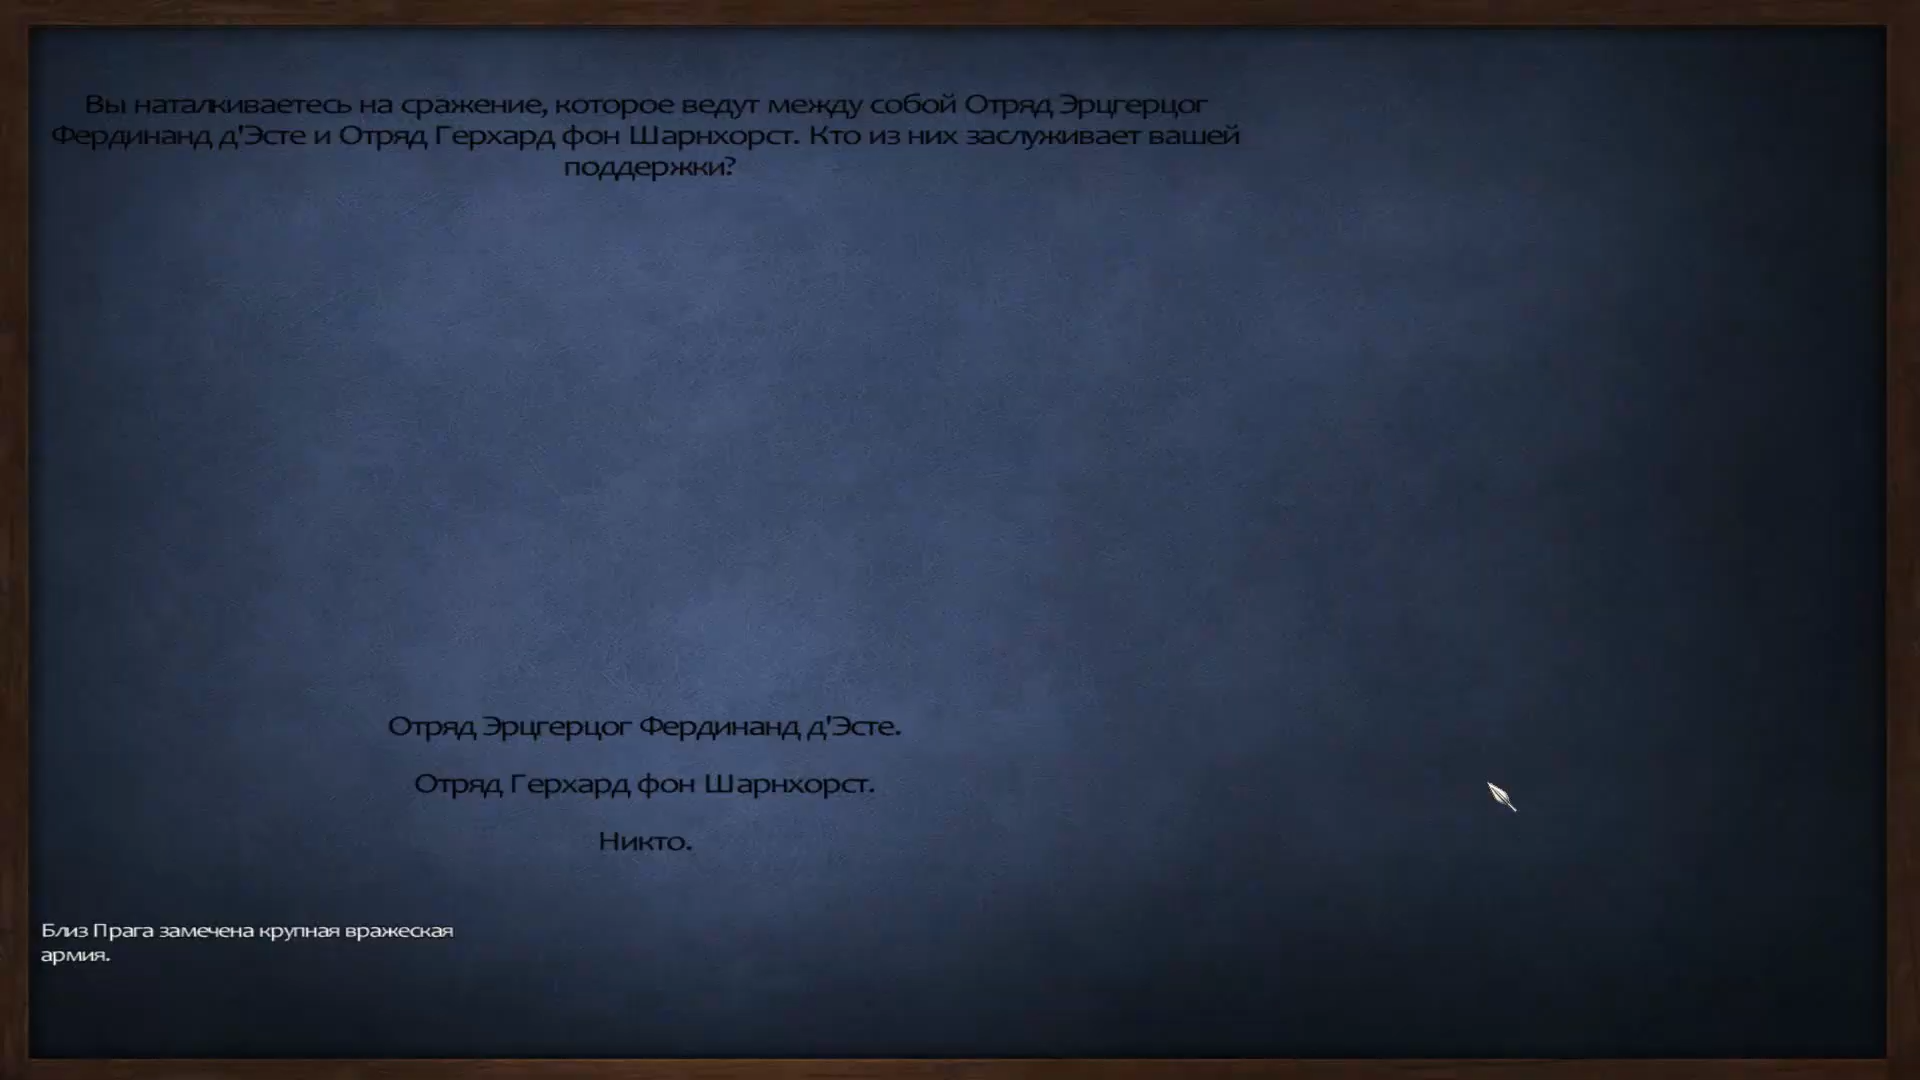 Вы наталкиваетесь на сражение, которое ведут между собой Отряд Эрцгерцог
Фердинанд д'Эсте и Отряд Герхард фон Шарнхорст. Кто из них заслуживает вашей
поддержки?
Отряд Эрцгерцог Фердинанд д'Эсте.
Отряд Герхард фон Шарнхорст.
Никто.
Близ Прага замечена крупная вражеская
армия.